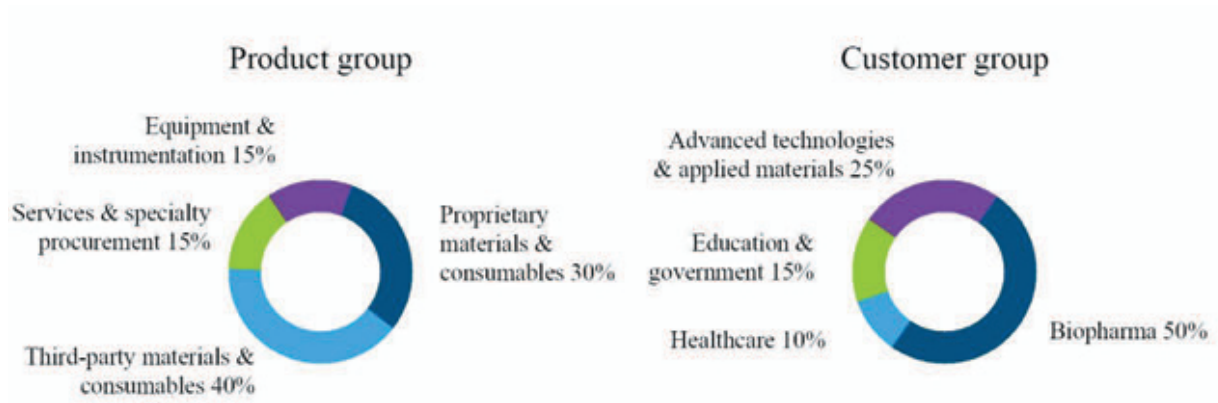 Product group
Equipment &
instrumentation 15%
Services & specialty
procurement 15%
Proprietary
materials &
consumables 30%
Third-party materials &
consumables 40%
Customer group
Advanced technologies
& applied materials 25%
Education &
government 15%
Healthcare 10%
Biopharma 50%